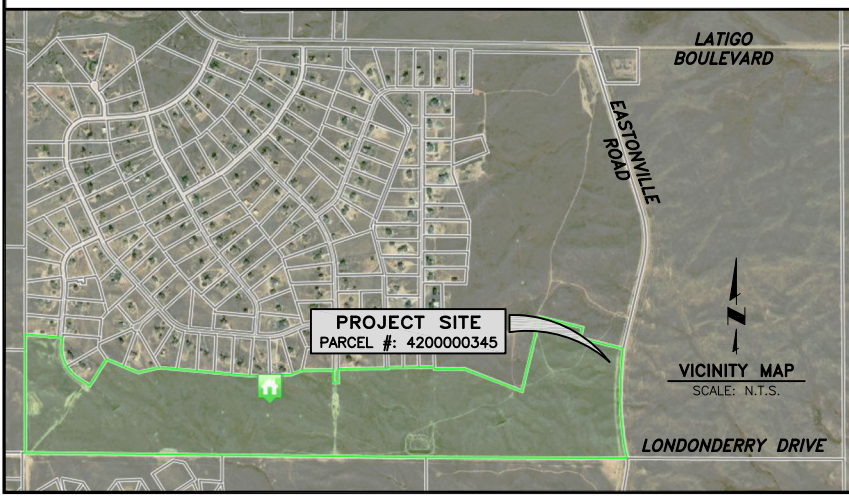 LATIGO
BOULEVARD
EASTONVILLE
ROAD
PROJECT SITE
PARCEL #: 4200000345
N
VICINITY MAP
SCALE: N.T.S.
LONDONDERRY DRIVE